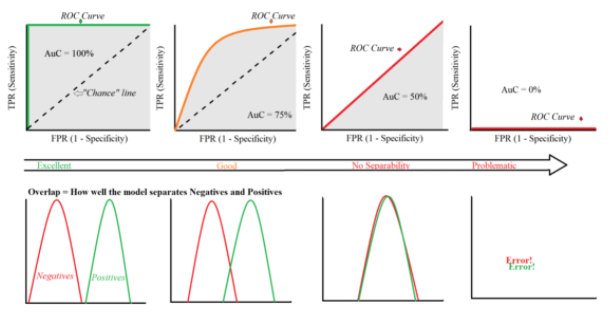 ROC Curve
TPR (Sensitivity)
AuC = 100%
"Chance" line
FPR (1 - Specificity)
ROC Curve
TPR (Sensitivity)
AuC = 75%
FPR (1 - Specificity)
TPR (Sensitivity)
ROC Curve
AuC = 50%
FPR (1 - Specificity)
TPR (Sensitivity)
AuC = 0%
ROC Curve
FPR (1 - Specificity)
Excellent
Good
No Separability
Problematic
Overlap = How well the model separates Negatives and Positives
Negatives
Positives
Error!
Error!